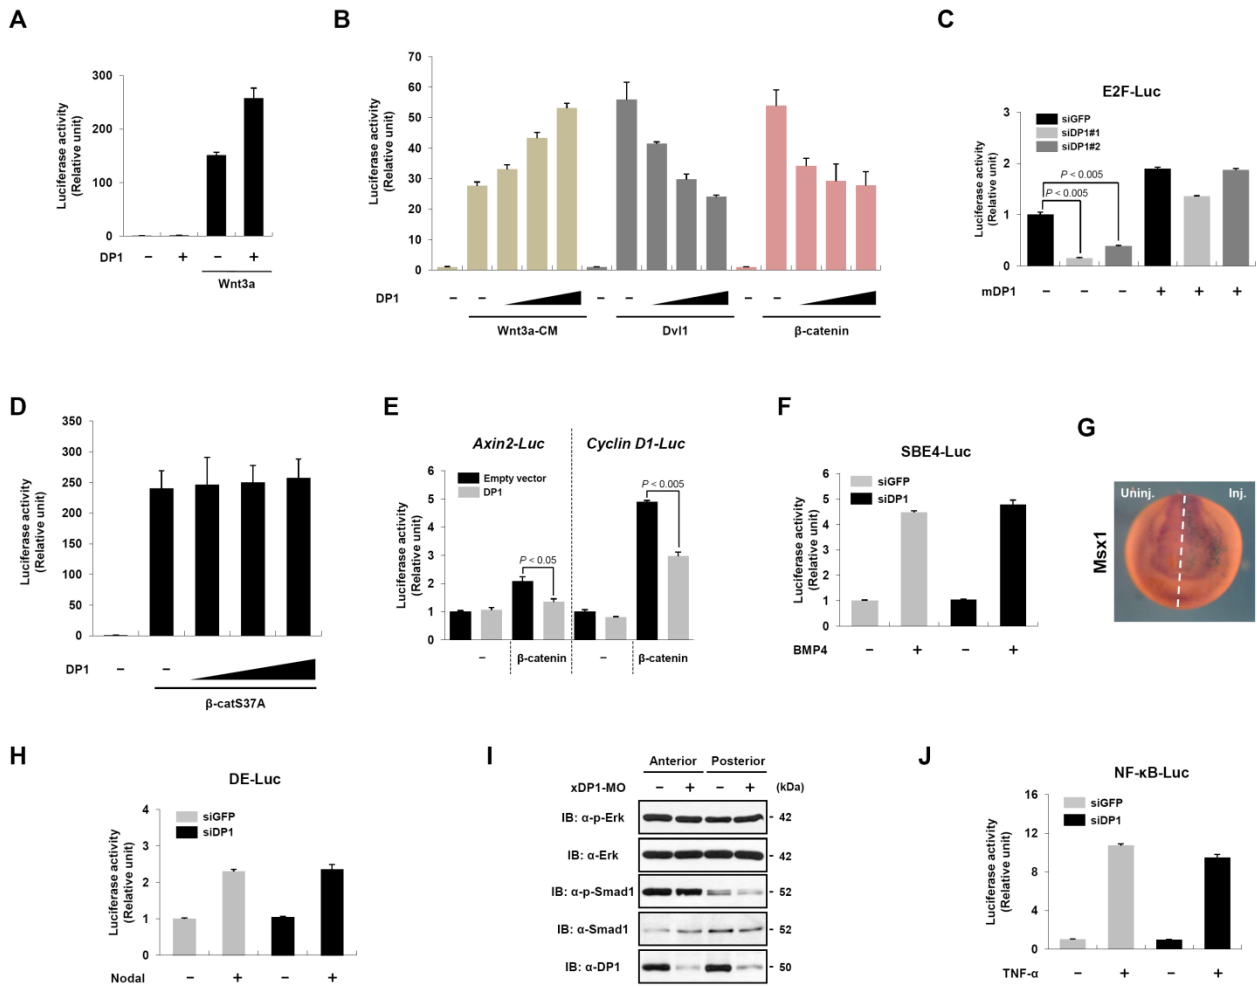 A
Luciferase activity
(Relative unit)
300
200
100
0
DP1
– + – +
Wnt3a
B
Luciferase activity
(Relative unit)
70
60
50
40
30
20
10
0
DP1
– – – – – –
Wnt3a-CM
Dvl1
β-catenin
C
E2F-Luc
Luciferase activity
(Relative unit)
3
2
1
0
siGFP
siDP1#1
siDP1#2
P < 0.005
P < 0.005
mDP1
– – – + + +
D
Luciferase activity
(Relative unit)
350
300
250
200
150
100
50
0
DP1
– –
β-catS37A
E
Axin2-Luc
Cyclin D1-Luc
Luciferase activity
(Relative unit)
6
5
4
3
2
1
0
Empty vector
DP1
P < 0.05
P < 0.005
– β-catenin – β-catenin
F
SBE4-Luc
Luciferase activity
(Relative unit)
6
5
4
3
2
1
0
siGFP
siDP1
BMP4
– + – +
G
Msx1
Uninj.
Inj.
H
DE-Luc
Luciferase activity
(Relative unit)
4
3
2
1
0
siGFP
siDP1
Nodal
– + – +
I
Anterior Posterior
xDP1-MO – + – + (kDa)
IB: α-p-Erk - 42
IB: α-Erk - 42
IB: α-p-Smad1 - 52
IB: α-Smad1 - 52
IB: α-DP1 - 50
J
NF-κB-Luc
Luciferase activity
(Relative unit)
16
12
8
4
0
siGFP
siDP1
TNF-α
– + – +